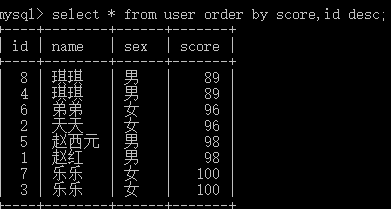 mysql> select * from user order by score,id desc;
+----+--------+------+-------+
| id | name | sex | score |
+----+--------+------+-------+
| 8 | 琪琪 | 男 | 89 |
| 4 | 琪琪 | 男 | 89 |
| 6 | 弟弟 | 女 | 96 |
| 2 | 天天 | 女 | 96 |
| 5 | 赵西元 | 男 | 98 |
| 1 | 赵红 | 男 | 98 |
| 7 | 乐乐 | 女 | 100 |
| 3 | 乐乐 | 女 | 100 |
+----+--------+------+-------+